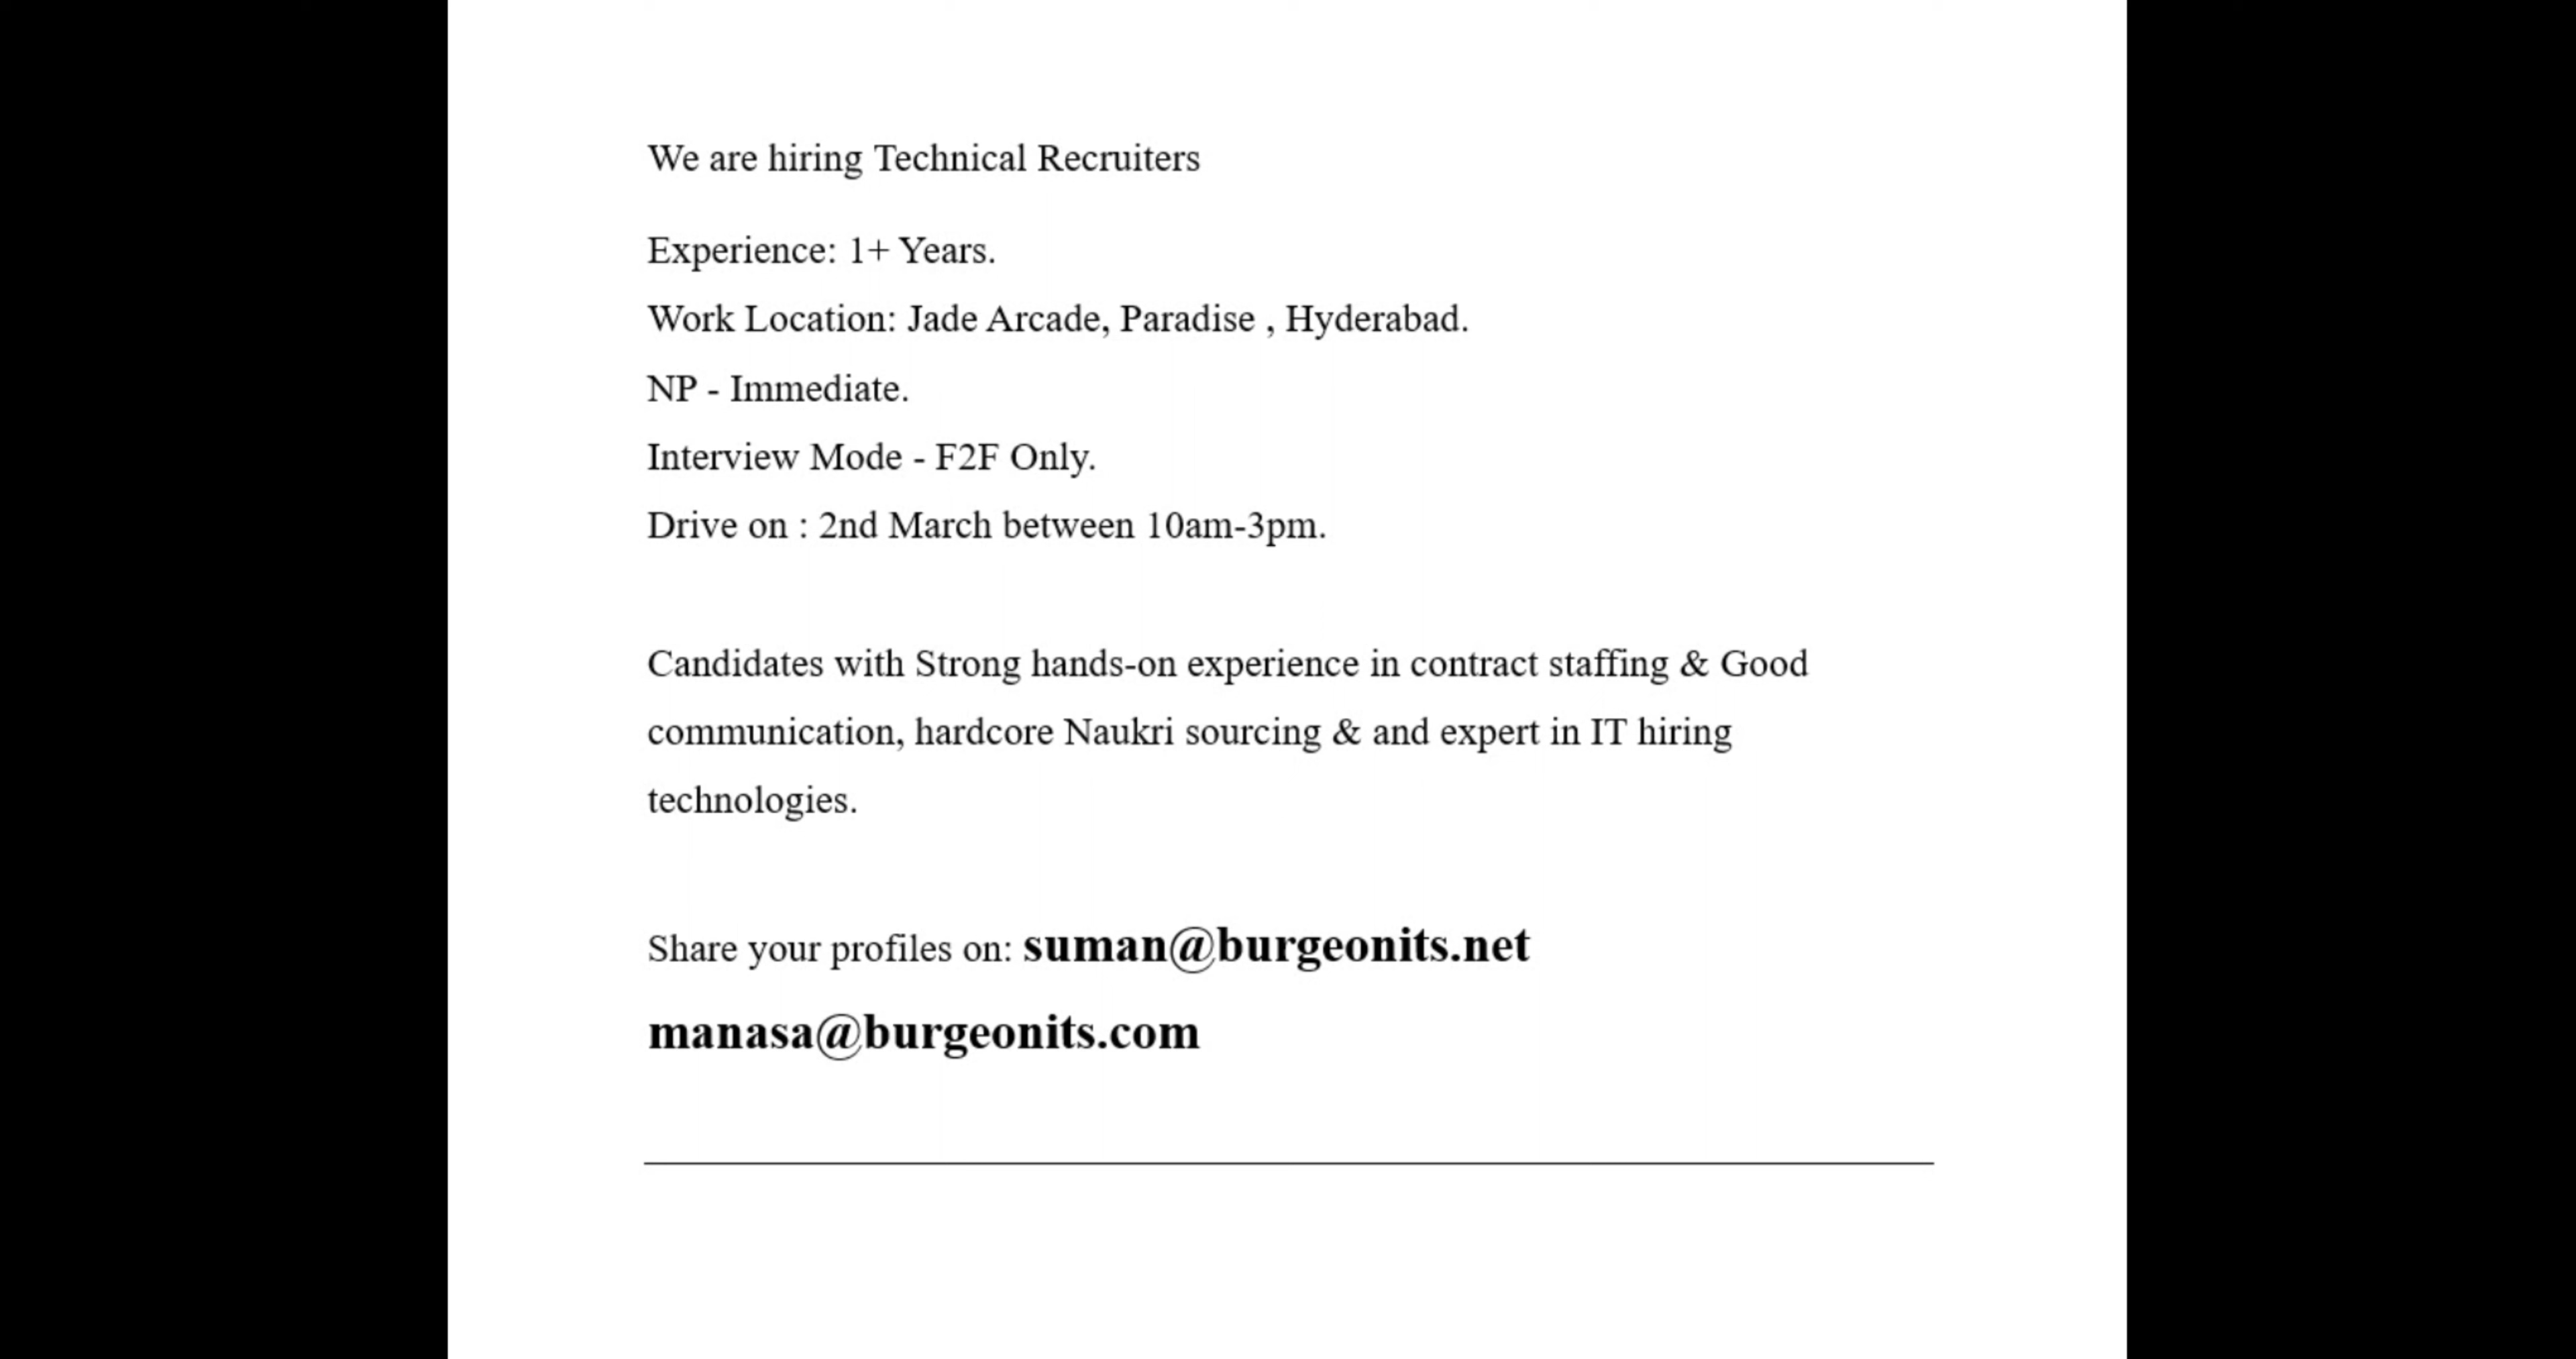 We are hiring Technical Recruiters
Experience: 1+ Years.
Work Location: Jade Arcade, Paradise , Hyderabad.
NP - Immediate.
Interview Mode - F2F Only.
Drive on : 2nd March between 10am-3pm.
Candidates with Strong hands-on experience in contract staffing & Good
communication, hardcore Naukri sourcing & and expert in IT hiring
technologies.
Share your profiles on: suman@burgeonits.net
manasa@burgeonits.com